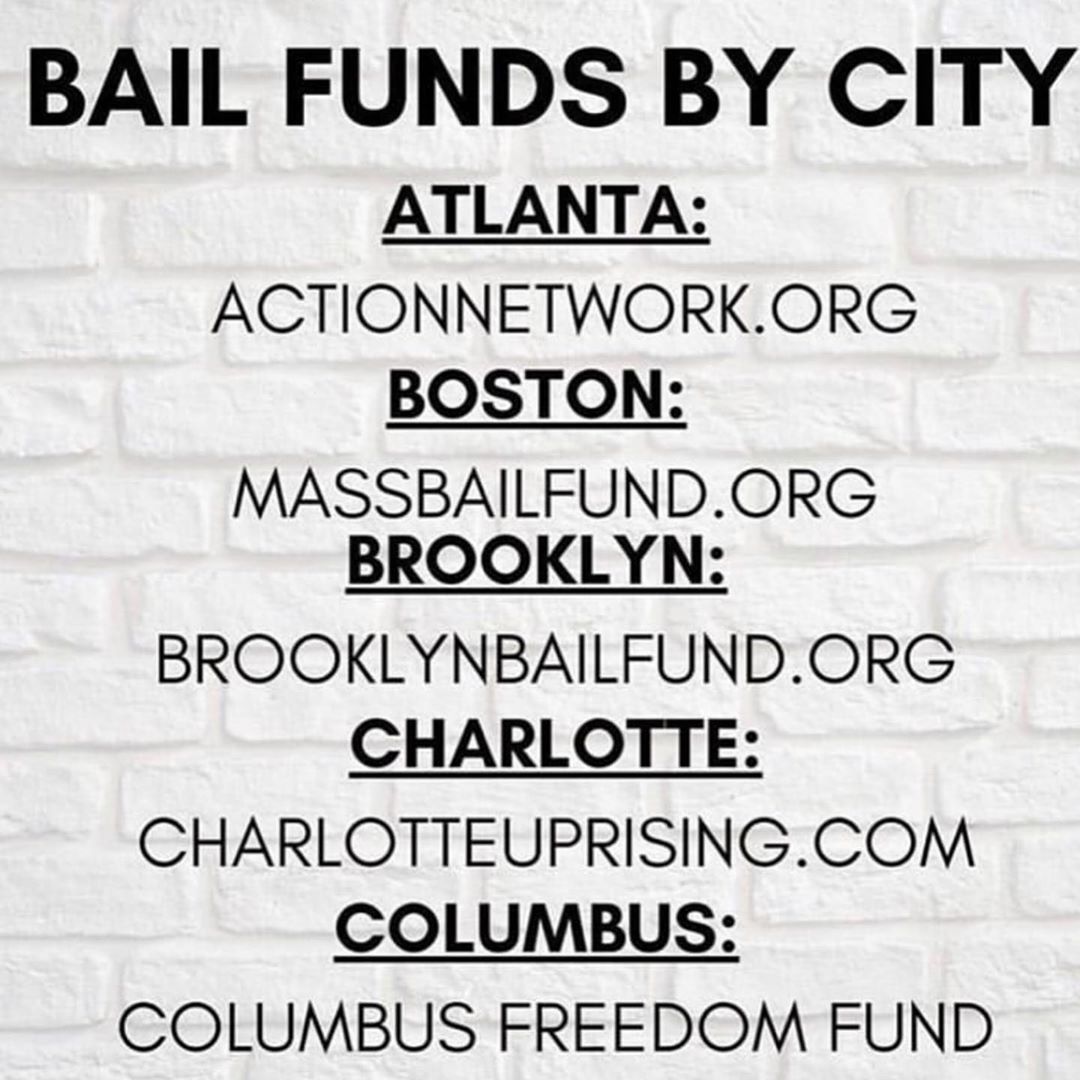 BAIL FUNDS BY CITY
ATLANTA:
ACTIONNETWORK.ORG
BOSTON:
MASSBAILFUND.ORG
BROOKLYN:
BROOKLYNBAILFUND.ORG
CHARLOTTE:
CHARLOTTEUPRISING.COM
COLUMBUS:
COLUMBUS FREEDOM FUND